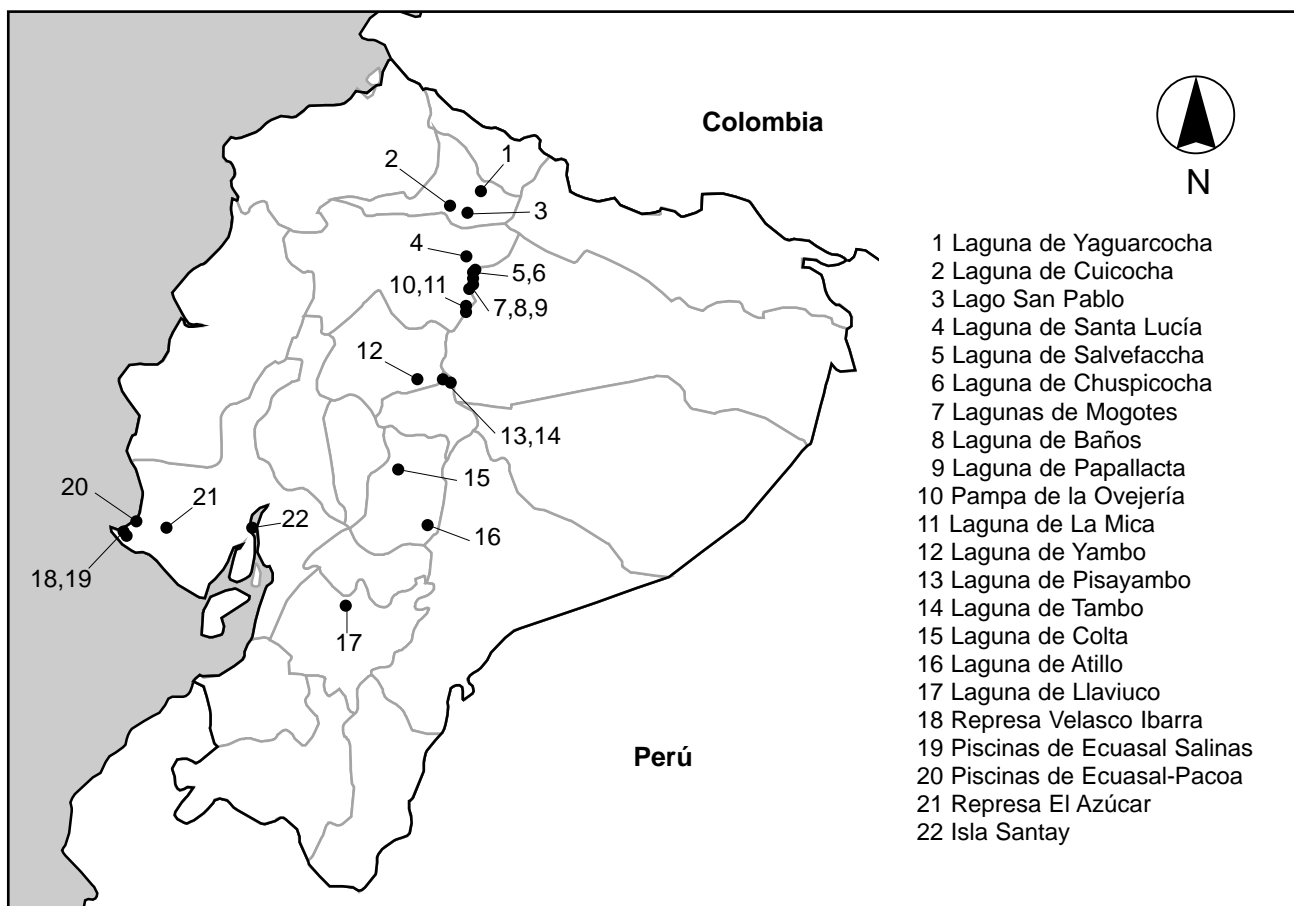 Colombia
N
1
2
3
4
5,6
10,11
7,8,9
12
13,14
15
20
21
22
16
18,19
17
Perú
1 Laguna de Yaguarcocha
2 Laguna de Cuicocha
3 Lago San Pablo
4 Laguna de Santa Lucía
5 Laguna de Salvefaccha
6 Laguna de Chuspicocha
7 Lagunas de Mogotes
8 Laguna de Baños
9 Laguna de Papallacta
10 Pampa de la Ovejería
11 Laguna de La Mica
12 Laguna de Yambo
13 Laguna de Pisayambo
14 Laguna de Tambo
15 Laguna de Colta
16 Laguna de Atillo
17 Laguna de Llaviuco
18 Represa Velasco Ibarra
19 Piscinas de Ecuasal Salinas
20 Piscinas de Ecuasal-Pacoa
21 Represa El Azúcar
22 Isla Santay